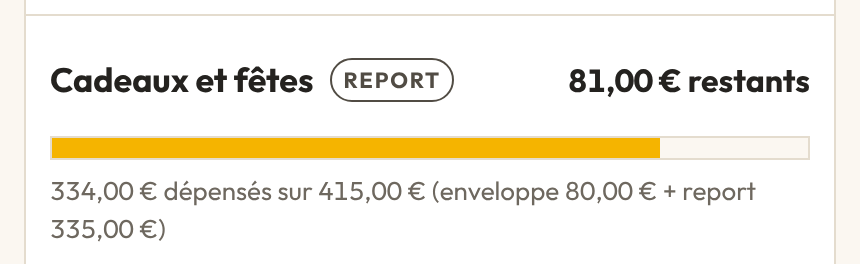 Cadeaux et fêtes REPORT 81,00 € restants
334,00 € dépensés sur 415,00 € (enveloppe 80,00 € + report
335,00 €)